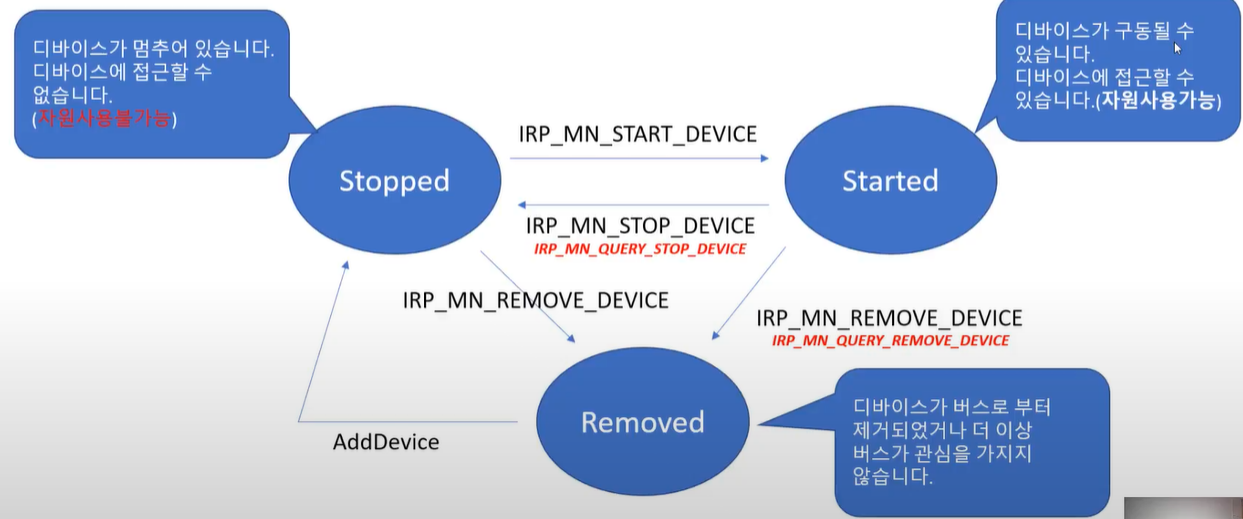 디바이스가 멈추어 있습니다.
디바이스에 접근할 수
없습니다.
(자원사용불가능)
디바이스가 구동될 수
있습니다.
디바이스에 접근할 수
있습니다.(자원사용가능)
IRP_MN_START_DEVICE
Stopped
Started
IRP_MN_STOP_DEVICE
IRP_MN_QUERY_STOP_DEVICE
IRP_MN_REMOVE_DEVICE
IRP_MN_REMOVE_DEVICE
IRP_MN_QUERY_REMOVE_DEVICE
Removed
AddDevice
디바이스가 버스로 부터
제거되었거나 더 이상
버스가 관심을 가지지
않습니다.